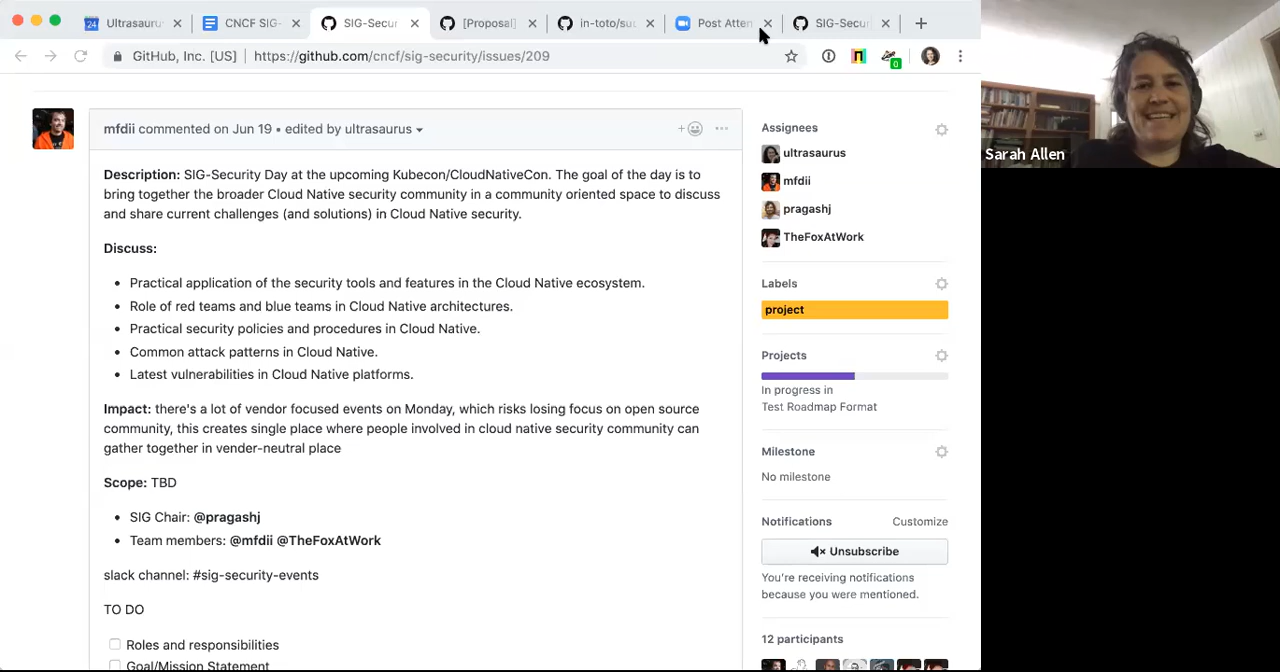 24 Ultrasaurus
CNCF SIG-
SIG-Secur
[Proposal]
in-toto/su
Post Atten
SIG-Secur
GitHub, Inc. [US] | https://github.com/cncf/sig-security/issues/209
0
mfdii commented on Jun 19 • edited by ultrasaurus
Description: SIG-Security Day at the upcoming Kubecon/CloudNativeCon. The goal of the day is to
bring together the broader Cloud Native security community in a community oriented space to discuss
and share current challenges (and solutions) in Cloud Native security.
Discuss:
• Practical application of the security tools and features in the Cloud Native ecosystem.
• Role of red teams and blue teams in Cloud Native architectures.
• Practical security policies and procedures in Cloud Native.
• Common attack patterns in Cloud Native.
• Latest vulnerabilities in Cloud Native platforms.
Impact: there's a lot of vendor focused events on Monday, which risks losing focus on open source
community, this creates single place where people involved in cloud native security community can
gather together in vender-neutral place
Scope: TBD
• SIG Chair: @pragashj
• Team members: @mfdii @TheFoxAtWork
slack channel: #sig-security-events
TO DO
Roles and responsibilities
Goal/Mission Statement
Assignees
ultrasaurus
mfdii
pragashj
TheFoxAtWork
Labels
project
Projects
In progress in
Test Roadmap Format
Milestone
No milestone
Notifications
Customize
Unsubscribe
You're receiving notifications
because you were mentioned.
12 participants
Sarah Allen